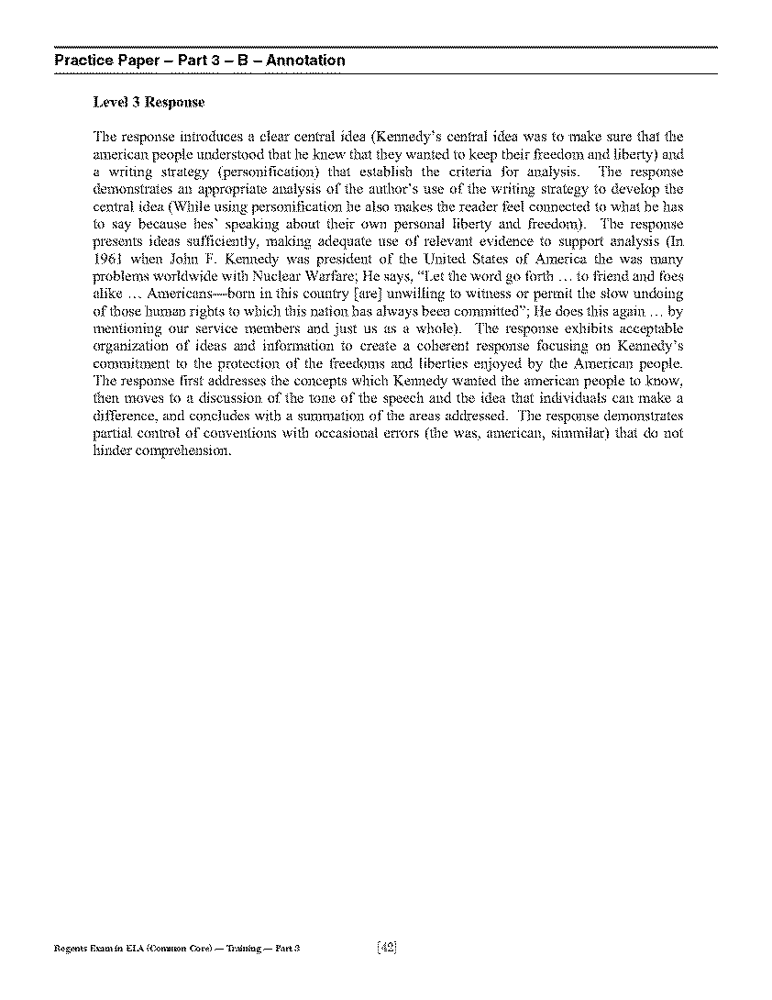 Practice Paper – Part 3 – B – Annotation
Level 3 Response
The response introduces a clear central idea (Kennedy's central idea was to make sure that the
american people understood that he knew that they wanted to keep their freedom and liberty) and
a writing strategy (personification) that establish the criteria for analysis.  The response
demonstrates an appropriate analysis of the author's use of the writing strategy to develop the
central idea (While using personification he also makes the reader feel connected to what he has
to say because hes' speaking about their own personal liberty and freedom).  The response
presents ideas sufficiently, making adequate use of relevant evidence to support analysis (In
1961 when John F. Kennedy was president of the United States of America the was many
problems worldwide with Nuclear Warfare; He says, “Let the word go forth … to friend and foes
alike … Americans—born in this country [are] unwilling to witness or permit the slow undoing
of those human rights to which this nation has always been committed”; He does this again … by
mentioning our service members and just us as a whole).  The response exhibits acceptable
organization of ideas and information to create a coherent response focusing on Kennedy's
commitment to the protection of the freedoms and liberties enjoyed by the American people.
The response first addresses the concepts which Kennedy wanted the american people to know,
then moves to a discussion of the tone of the speech and the idea that individuals can make a
difference, and concludes with a summation of the areas addressed.  The response demonstrates
partial control of conventions with occasional errors (the was, american, simmilar) that do not
hinder comprehension.
Regents Exam in ELA (Common Core) — Training — Part 3 [42]